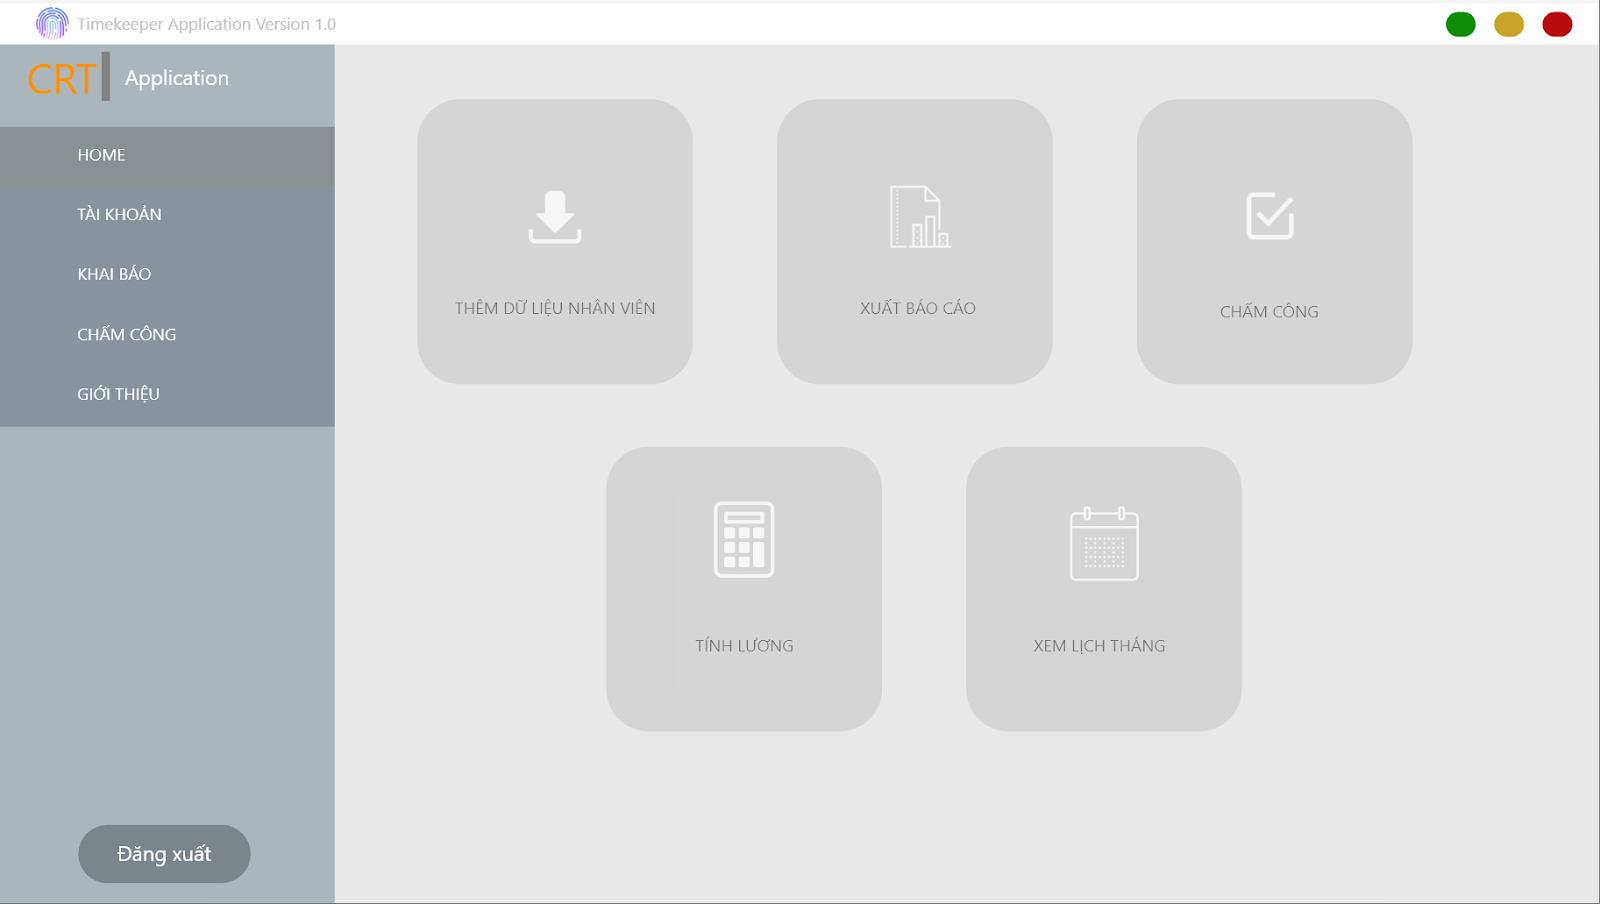 Timekeeper Application Version 1.0
CRT Application
HOME
TÀI KHOẢN
KHAI BÁO
CHẤM CÔNG
GIỚI THIỆU
Đăng xuất
THÊM DỮ LIỆU NHÂN VIÊN
XUẤT BÁO CÁO
CHẤM CÔNG
TÍNH LƯƠNG
XEM LỊCH THÁNG